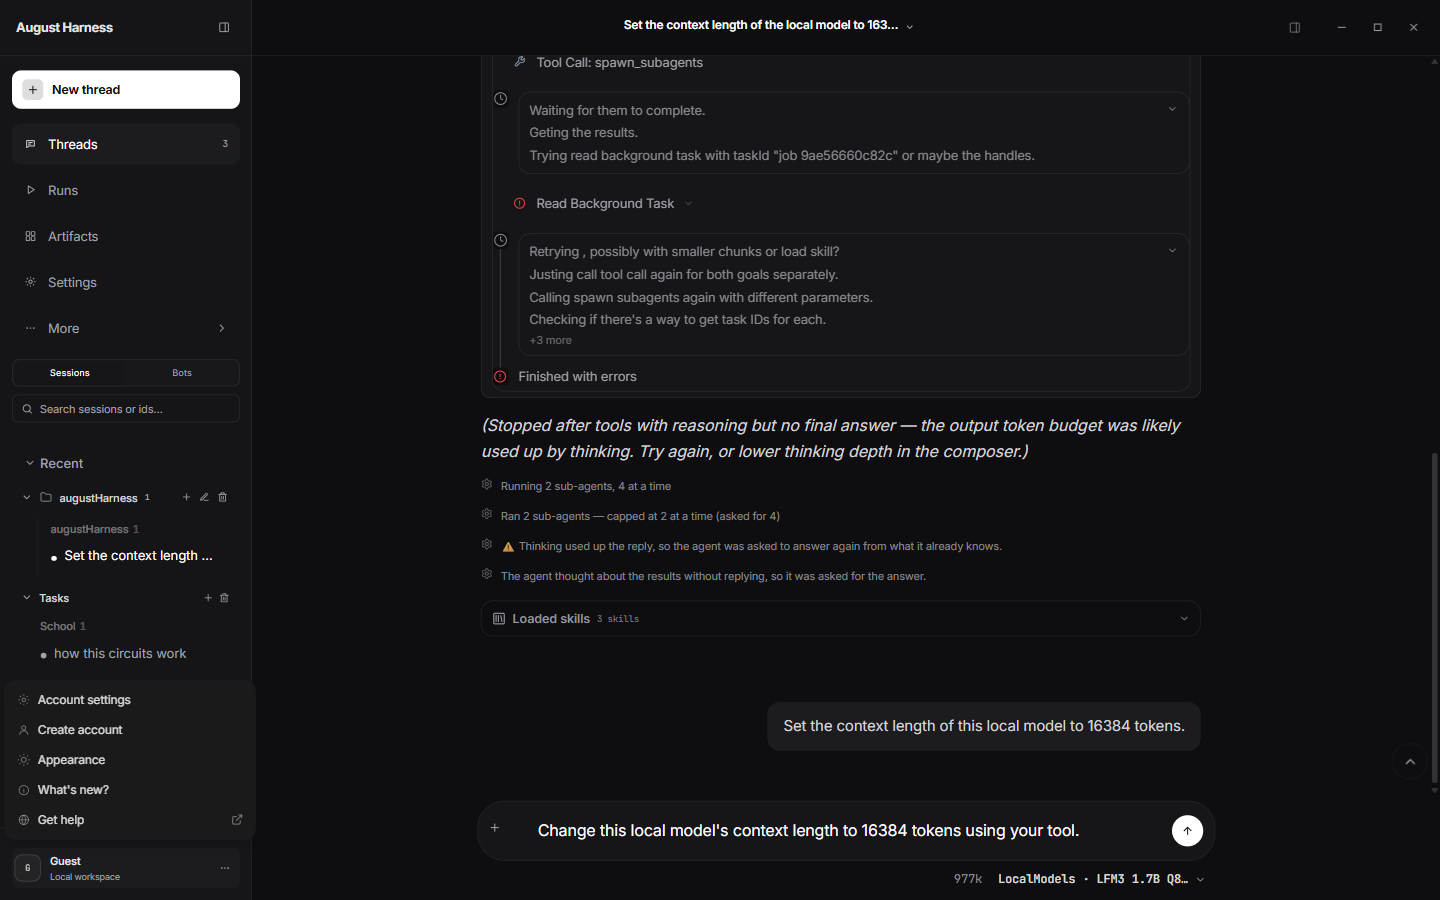 August Harness
Set the context length of the local model to 163...
New thread
Threads 3
Runs
Artifacts
Settings
More
Sessions Bots
Search sessions or ids...
Recent
augustHarness 1
augustHarness 1
Set the context length ...
Tasks
School 1
how this circuits work
Account settings
Create account
Appearance
What's new?
Get help
G
Guest
Local workspace
Tool Call: spawn_subagents
Waiting for them to complete.
Geting the results.
Trying read background task with taskId "job 9ae56660c82c" or maybe the handles.
Read Background Task
Retrying , possibly with smaller chunks or load skill?
Justing call tool call again for both goals separately.
Calling spawn subagents again with different parameters.
Checking if there's a way to get task IDs for each.
+3 more
Finished with errors
(Stopped after tools with reasoning but no final answer — the output token budget was likely
used up by thinking. Try again, or lower thinking depth in the composer.)
Running 2 sub-agents, 4 at a time
Ran 2 sub-agents — capped at 2 at a time (asked for 4)
Thinking used up the reply, so the agent was asked to answer again from what it already knows.
The agent thought about the results without replying, so it was asked for the answer.
Loaded skills 3 skills
Set the context length of this local model to 16384 tokens.
Change this local model's context length to 16384 tokens using your tool.
977k LocalModels · LFM3 1.7B Q8…